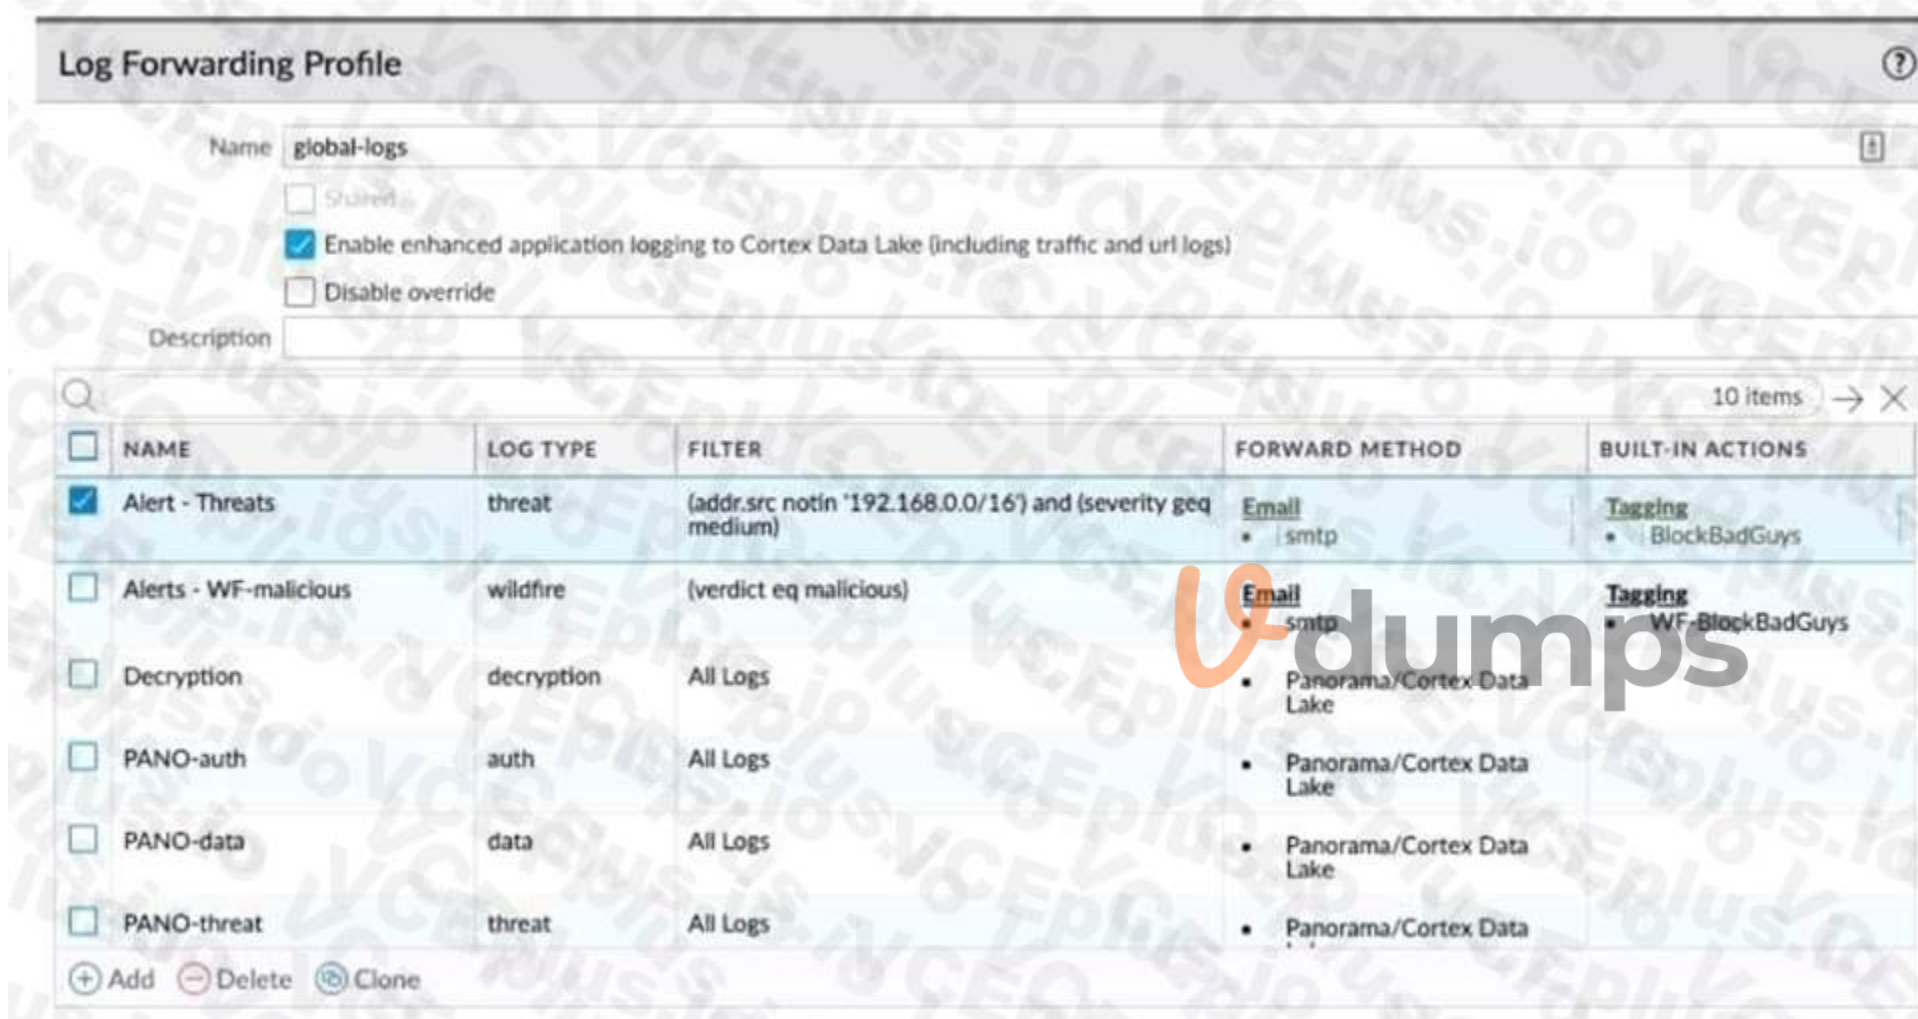 Log Forwarding Profile
Name global-logs
Shared
Enable enhanced application logging to Cortex Data Lake (including traffic and url logs)
Disable override
Description
10 items
NAME LOG TYPE FILTER FORWARD METHOD BUILT-IN ACTIONS
Alert - Threats threat (addr.src notin '192.168.0.0/16') and (severity geq medium) Email Tagging
• smtp • BlockBadGuys
Alerts - WF-malicious wildfire (verdict eq malicious) Email Tagging
• smtp • WF-BlockBadGuys
dumps
Decryption decryption All Logs • Panorama/Cortex Data
Lake
PANO-auth auth All Logs • Panorama/Cortex Data
Lake
PANO-data data All Logs • Panorama/Cortex Data
Lake
PANO-threat threat All Logs • Panorama/Cortex Data
Add Delete Clone
VCEplus.io